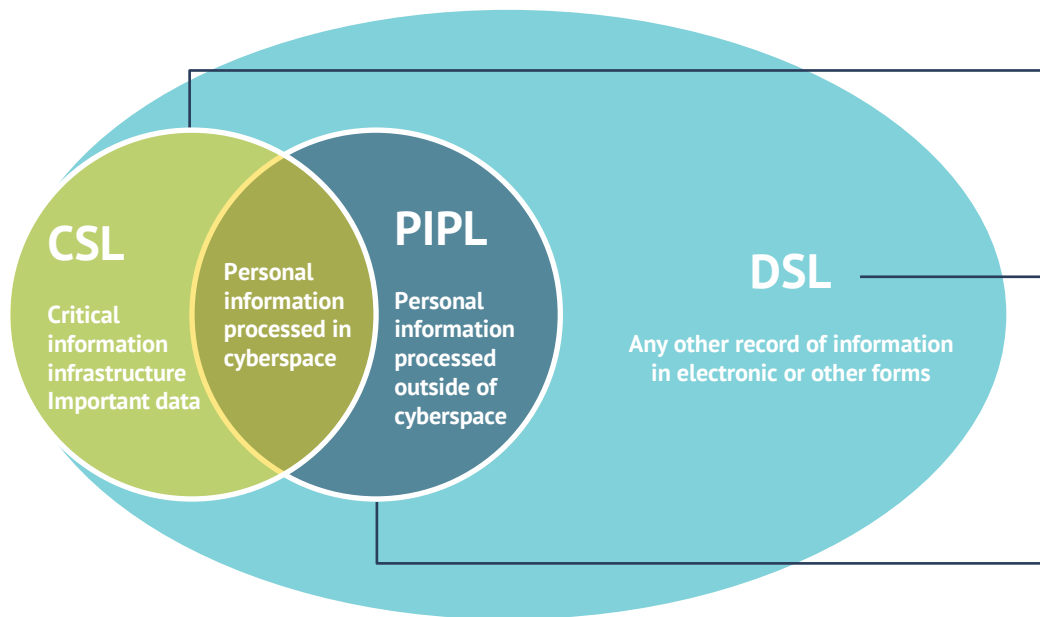 CSL
Critical
information
infrastructure
Important data
Personal
information
processed in
cyberspace
PIPL
Personal
information
processed
outside of
cyberspace
DSL
Any other record of information
in electronic or other forms